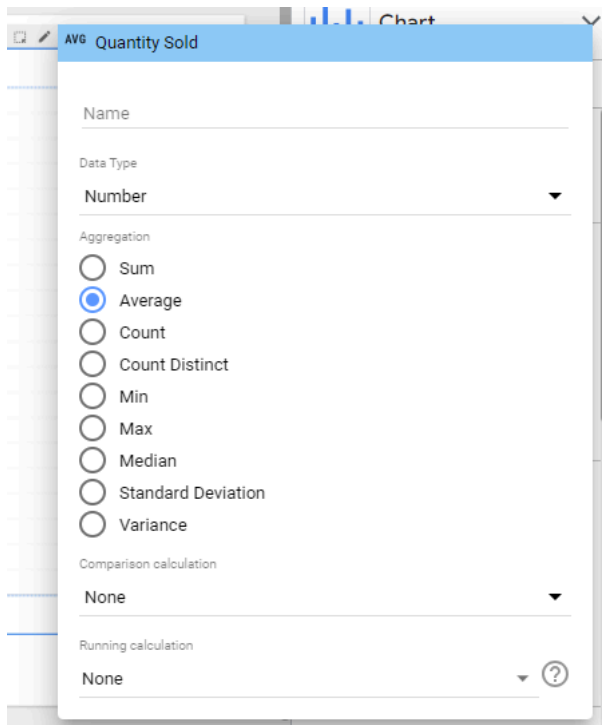 Chart
AVG Quantity Sold
Name
Data Type
Number
Aggregation
Sum
Average
Count
Count Distinct
Min
Max
Median
Standard Deviation
Variance
Comparison calculation
None
Running calculation
None
?